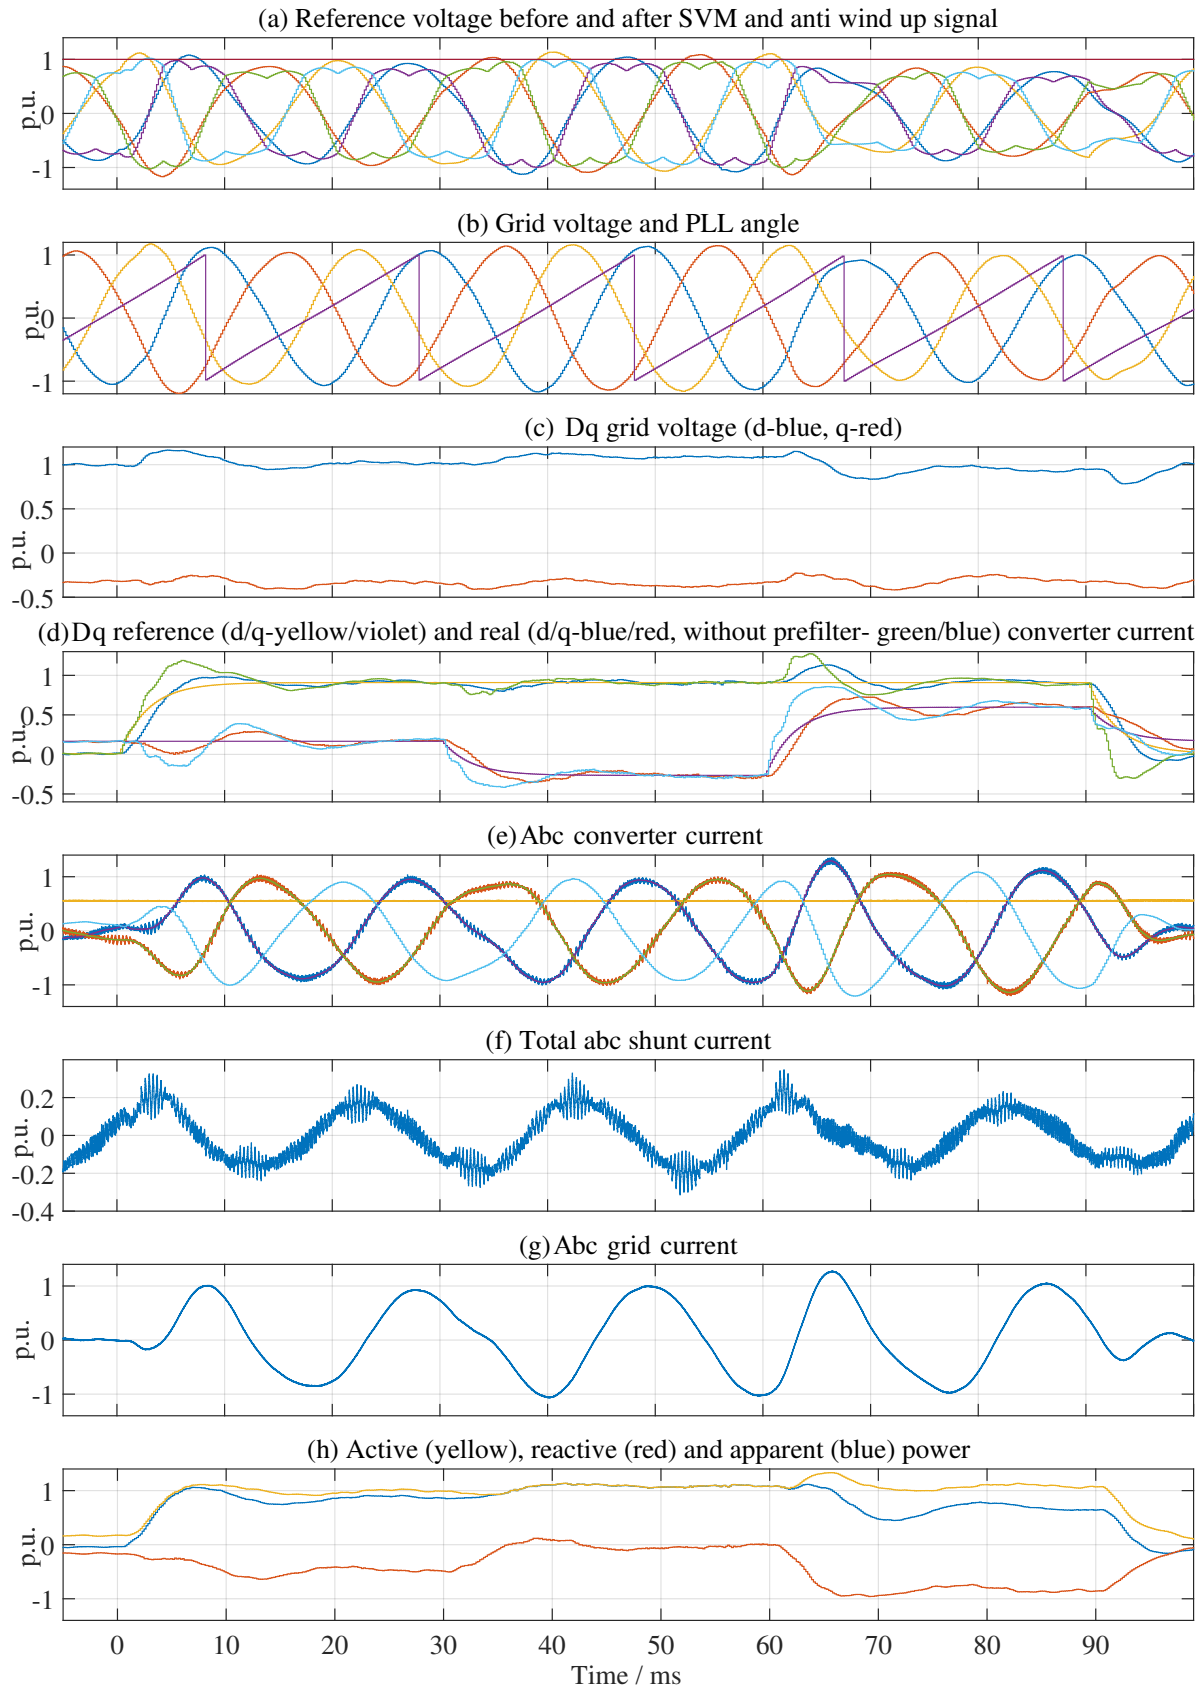 (a) Reference voltage before and after SVM and anti wind up signal
1
0
-1
p.u.
(b) Grid voltage and PLL angle
1
0
-1
p.u.
(c) Dq grid voltage (d-blue, q-red)
1
0.5
0
-0.5
p.u.
(d)Dq reference (d/q-yellow/violet) and real (d/q-blue/red, without prefilter- green/blue) converter current
1
0.5
0
-0.5
p.u.
(e)Abc converter current
1
0
-1
p.u.
(f) Total abc shunt current
0.2
0
-0.2
-0.4
p.u.
(g)Abc grid current
1
0
-1
p.u.
(h) Active (yellow), reactive (red) and apparent (blue) power
1
0
-1
p.u.
0 10 20 30 40 50 60 70 80 90
Time / ms